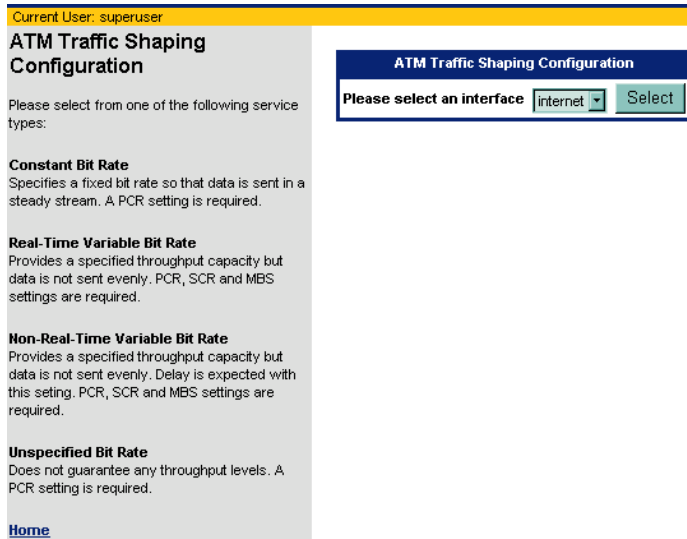 Current User: superuser
ATM Traffic Shaping
Configuration
Please select from one of the following service
types:
Constant Bit Rate
Specifies a fixed bit rate so that data is sent in a
steady stream. A PCR setting is required.
Real-Time Variable Bit Rate
Provides a specified throughput capacity but
data is not sent evenly. PCR, SCR and MBS
settings are required.
Non-Real-Time Variable Bit Rate
Provides a specified throughput capacity but
data is not sent evenly. Delay is expected with
this seting. PCR, SCR and MBS settings are
required.
Unspecified Bit Rate
Does not guarantee any throughput levels. A
PCR setting is required.
Home
ATM Traffic Shaping Configuration
Please select an interface internet Select